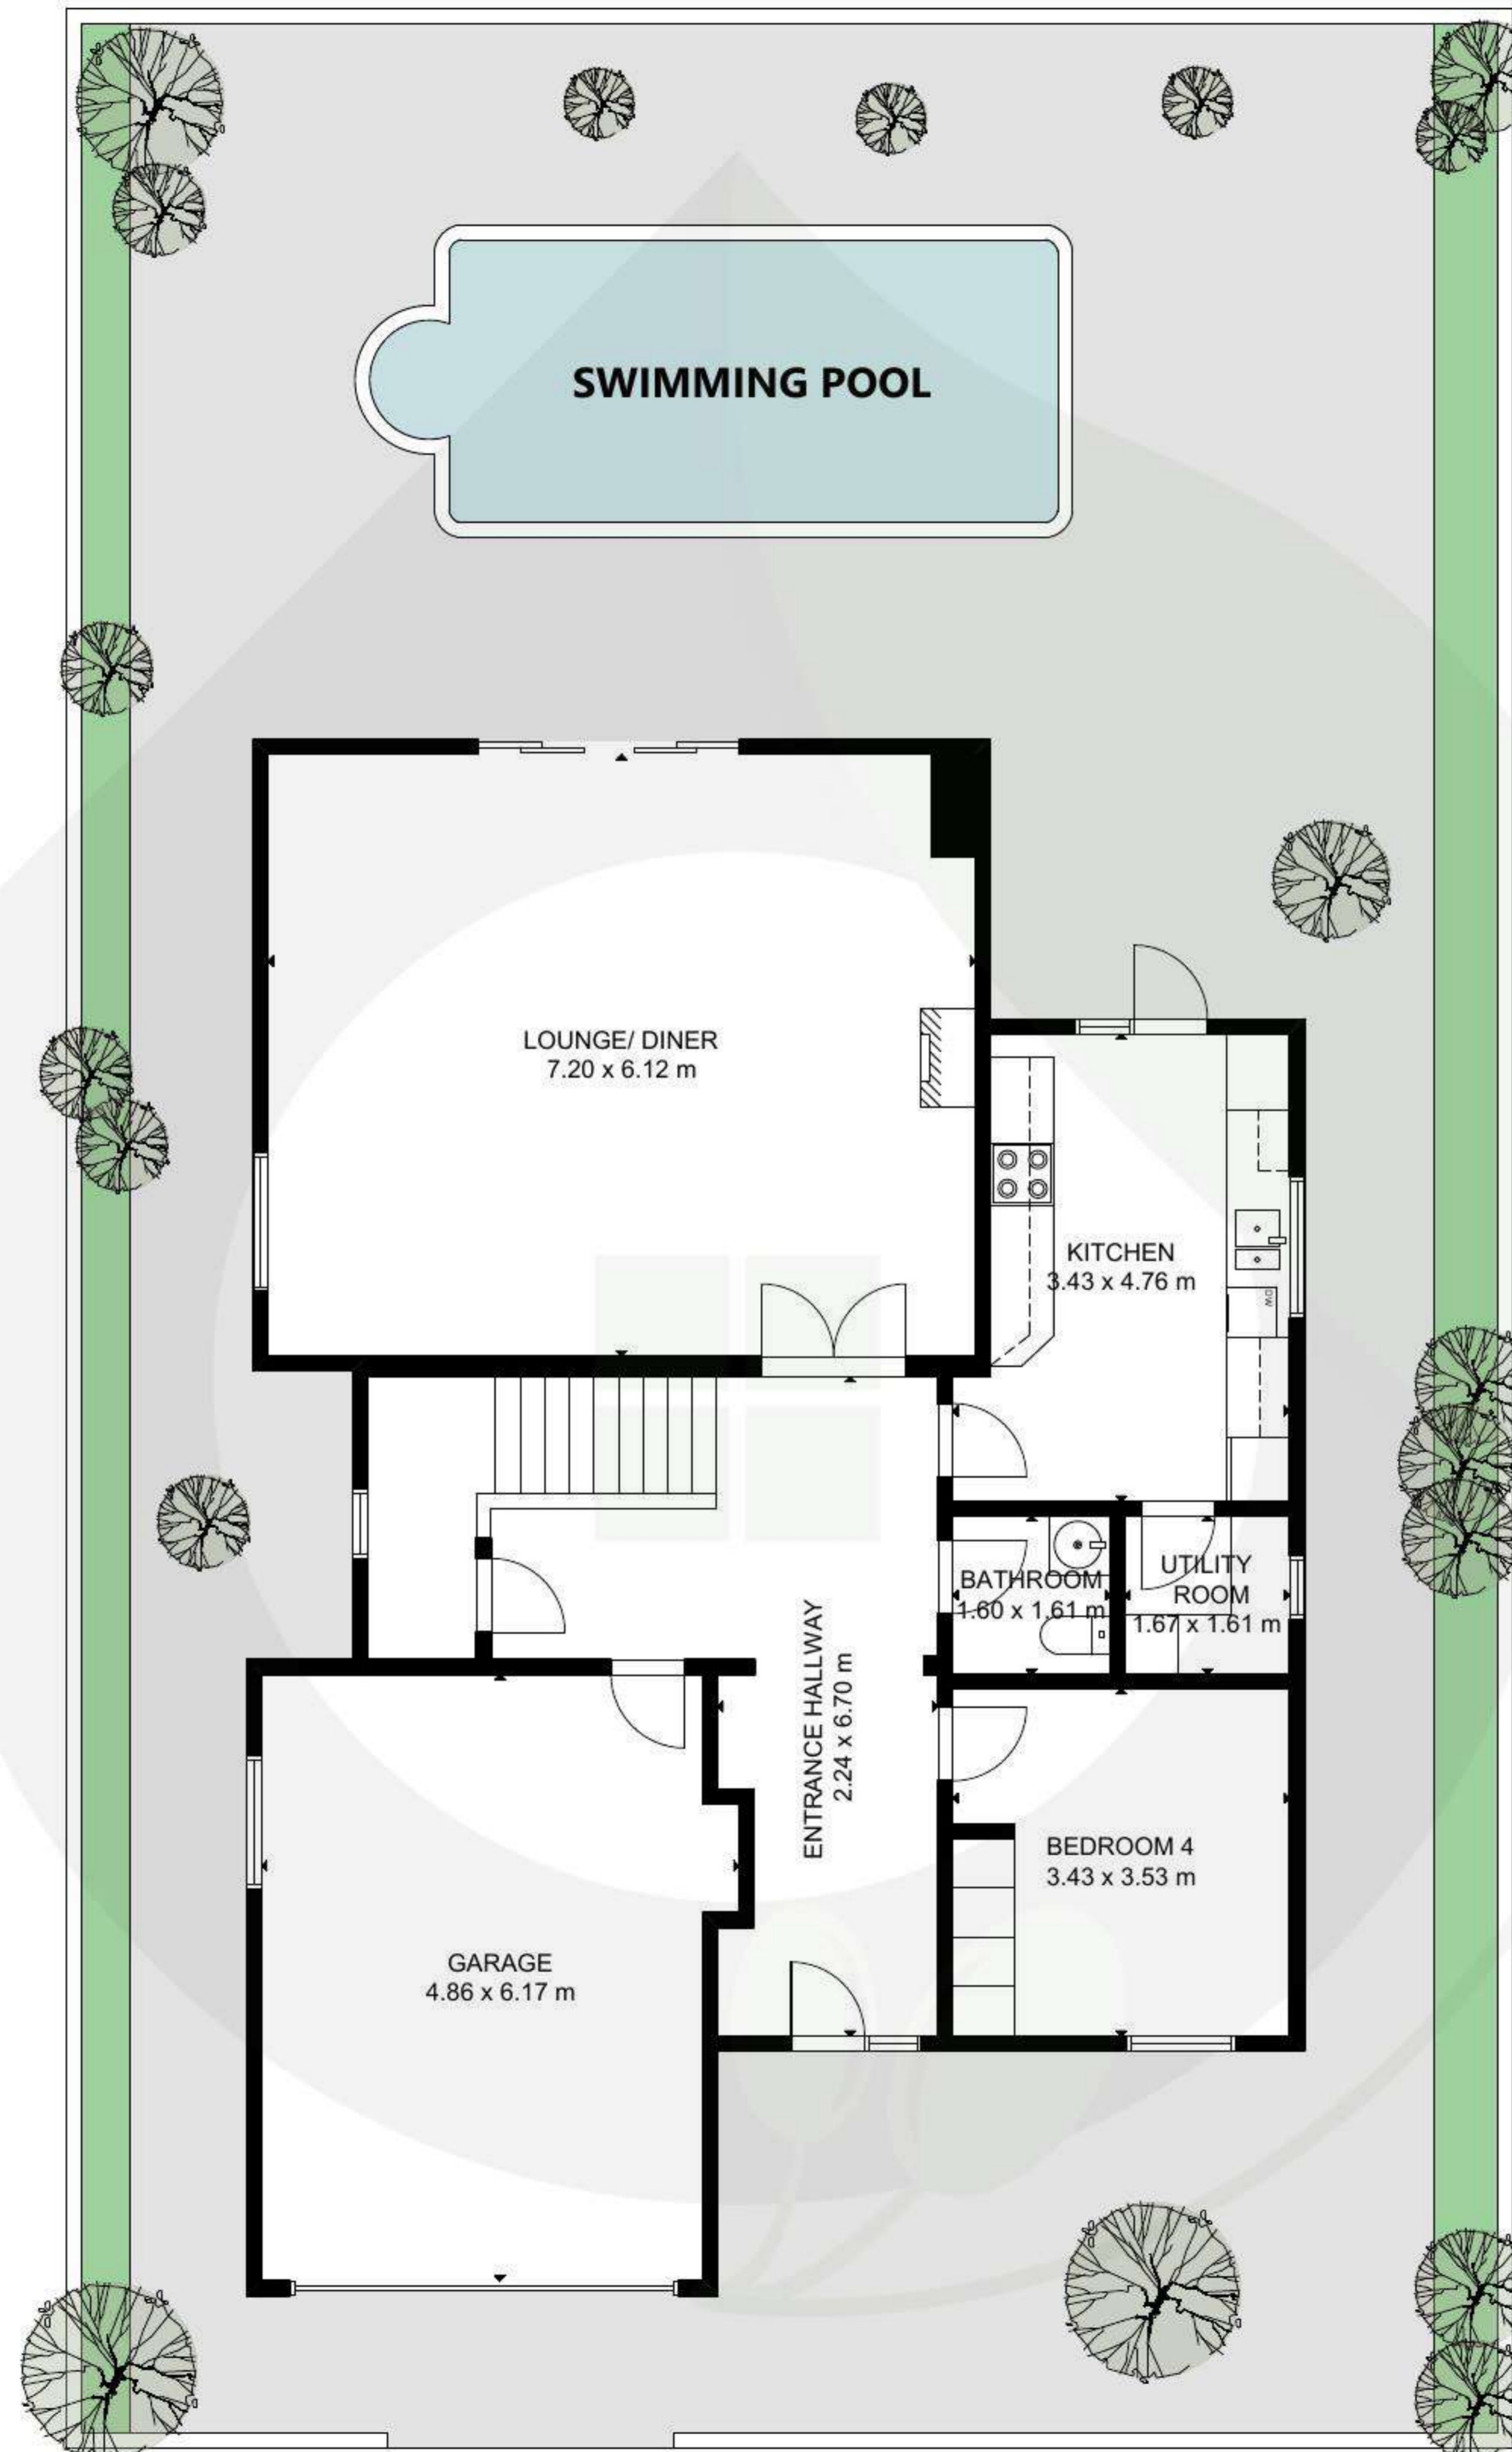 SWIMMING POOL
LOUNGE/ DINER
7.20 x 6.12 m
KITCHEN
3.43 x 4.76 m
DW
BATHROOM
1.60 x 1.61 m
UTILITY
ROOM
1.67 x 1.61 m
ENTRANCE HALLWAY
2.24 x 6.70 m
BEDROOM 4
3.43 x 3.53 m
GARAGE
4.86 x 6.17 m